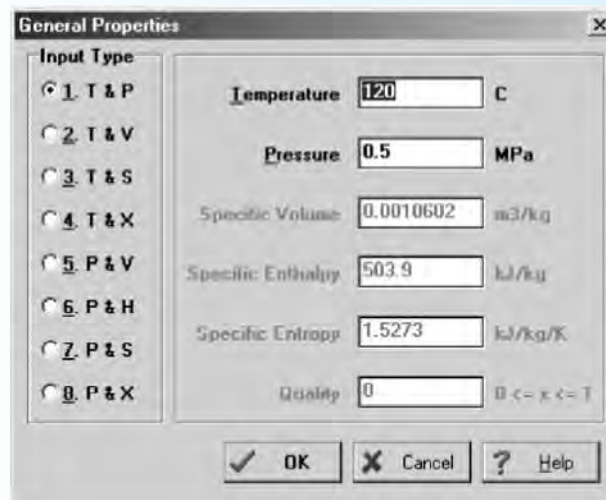 General Properties
Input Type
1. T & P
2. T & V
3. T & S
4. T & X
5. P & V
6. P & H
7. P & S
8. P & X
Temperature 120 C
Pressure 0.5 MPa
Specific Volume 0.0010602 m3/kg
Specific Enthalpy 503.9 kJ/kg
Specific Entropy 1.5273 kJ/kg/K
Quality 0 0 <= x <= 1
OK Cancel ? Help